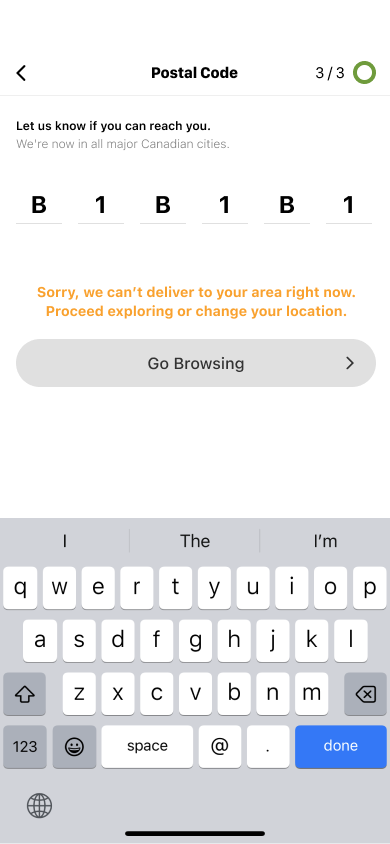 Postal Code
3 / 3
Let us know if you can reach you.
We're now in all major Canadian cities.
B 1 B 1 B 1
Sorry, we can't deliver to your area right now.
Proceed exploring or change your location.
Go Browsing
I The I'm
q w e r t y u i o p
a s d f g h j k l
z x c v b n m
123 space @ . done